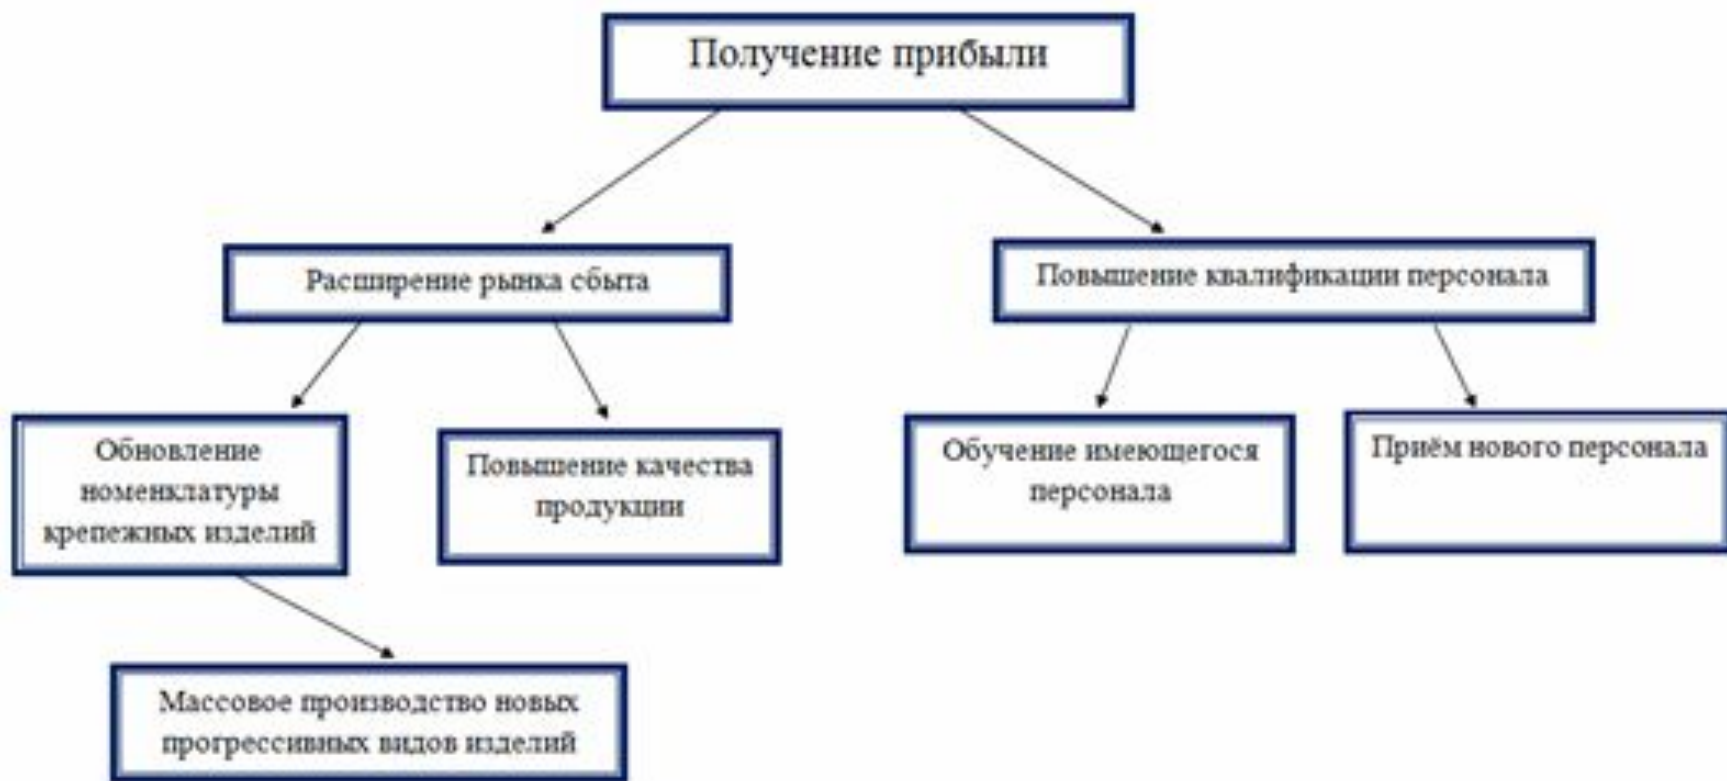 Получение прибыли
Расширение рынка сбыта
Повышение квалификации персонала
Обновление
номенклатуры
крепежных изделий
Повышение качества
продукции
Обучение имеющегося
персонала
Приём нового персонала
Массовое производство новых
прогрессивных видов изделий